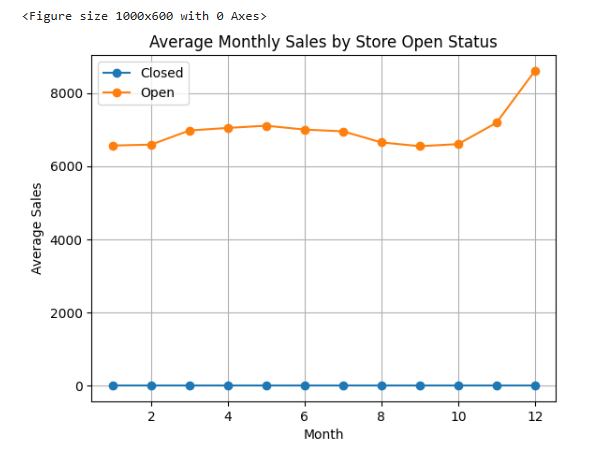 <Figure size 1000x600 with 0 Axes>
Average Monthly Sales by Store Open Status
Closed
Open
8000
6000
4000
2000
0
Average Sales
2 4 6 8 10 12
Month